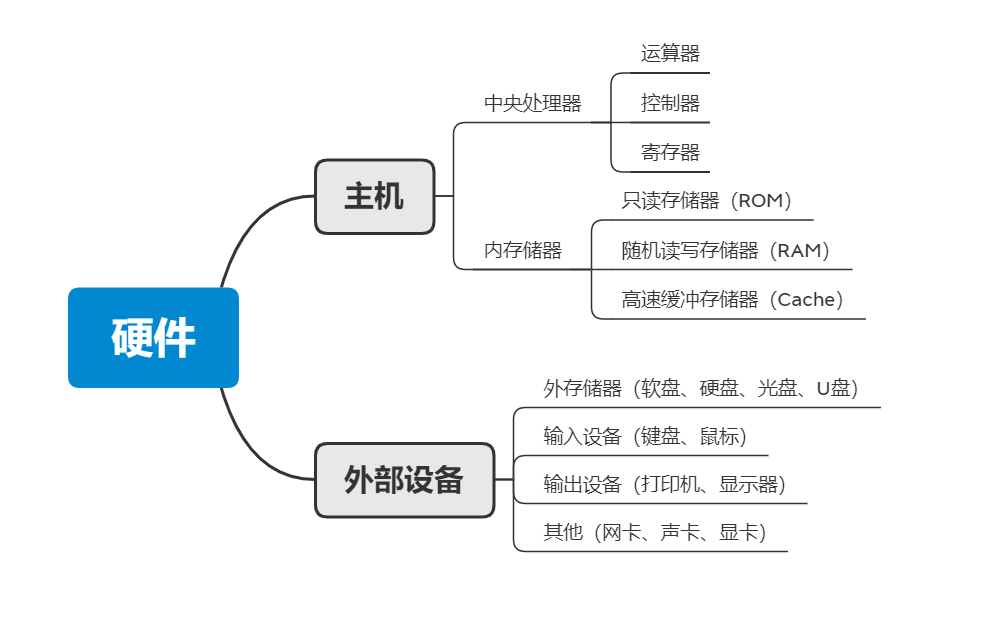 硬件
主机
中央处理器
运算器
控制器
寄存器
内存储器
只读存储器（ROM）
随机读写存储器（RAM）
高速缓冲存储器（Cache）
外部设备
外存储器（软盘、硬盘、光盘、U盘）
输入设备（键盘、鼠标）
输出设备（打印机、显示器）
其他（网卡、声卡、显卡）